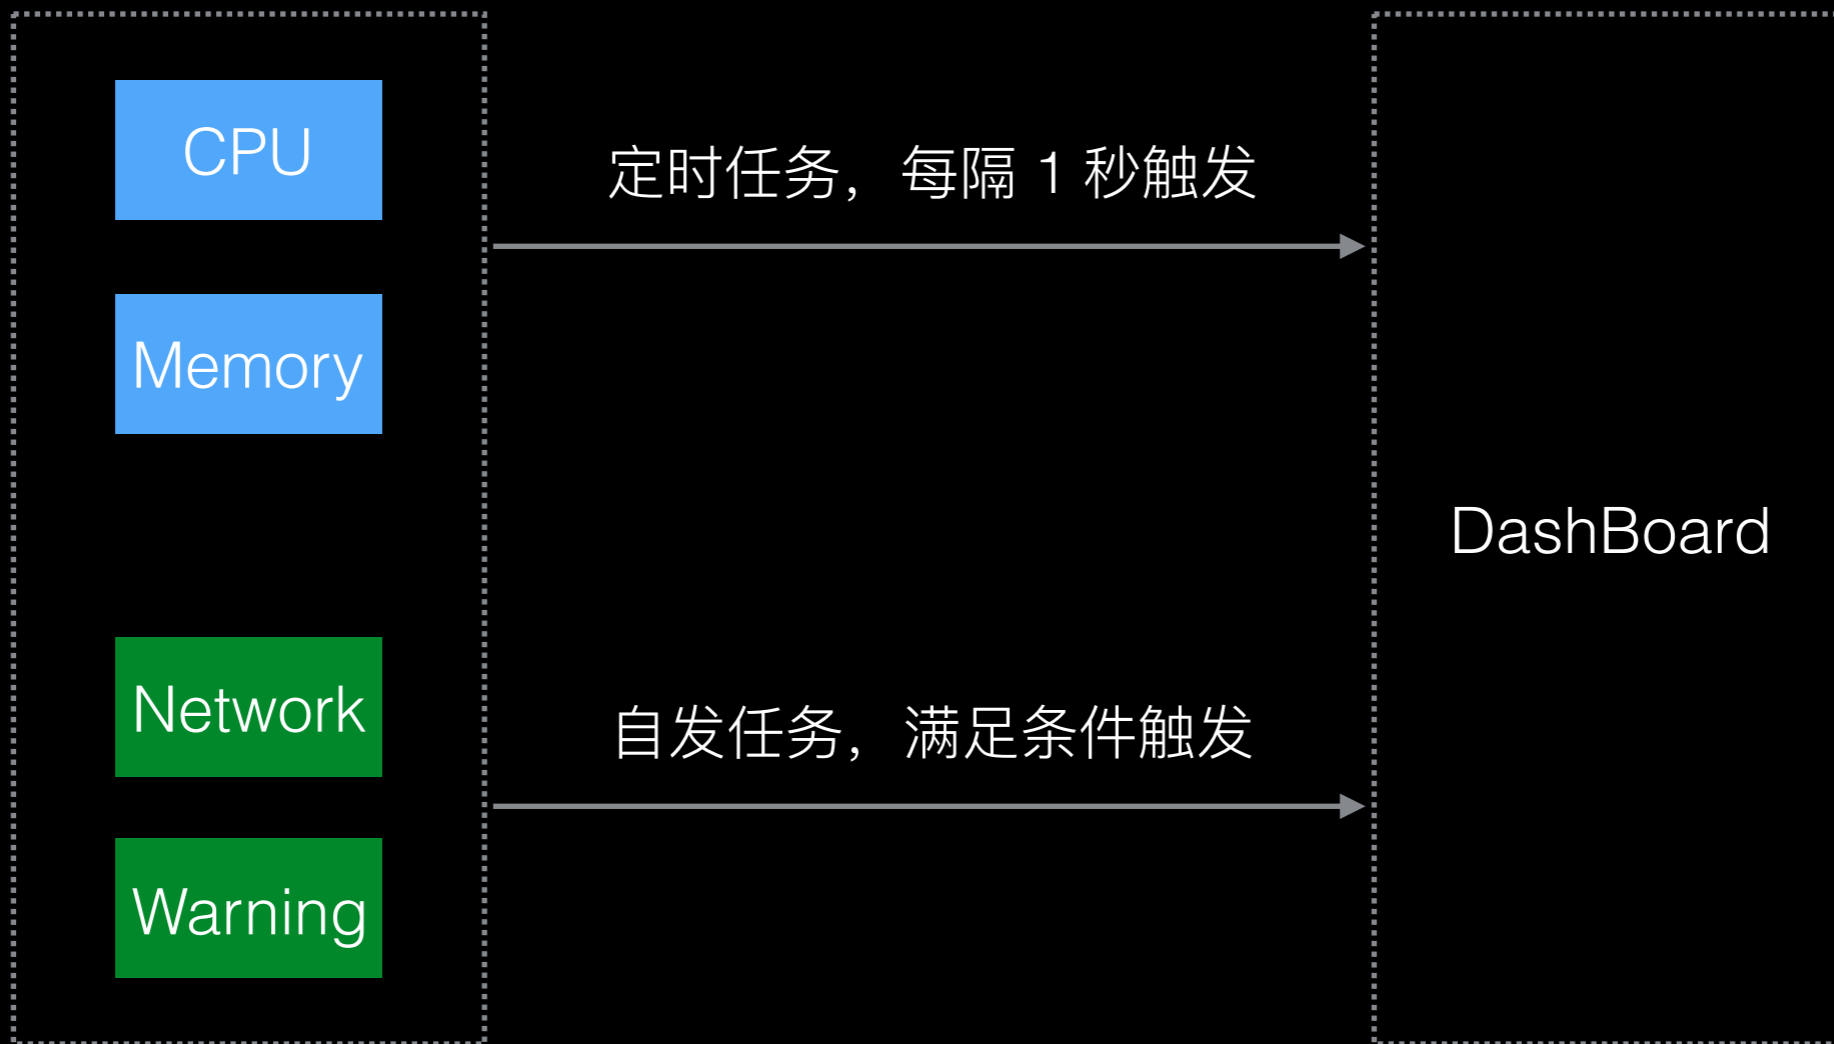 CPU
定时任务，每隔 1 秒触发
Memory
DashBoard
Network
自发任务，满足条件触发
Warning